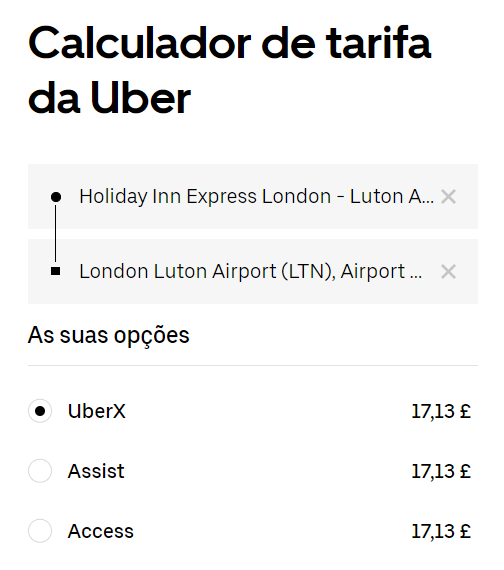 Calculador de tarifa
da Uber
Holiday Inn Express London - Luton A...
London Luton Airport (LTN), Airport ...
As suas opções
UberX 17,13 £
Assist 17,13 £
Access 17,13 £